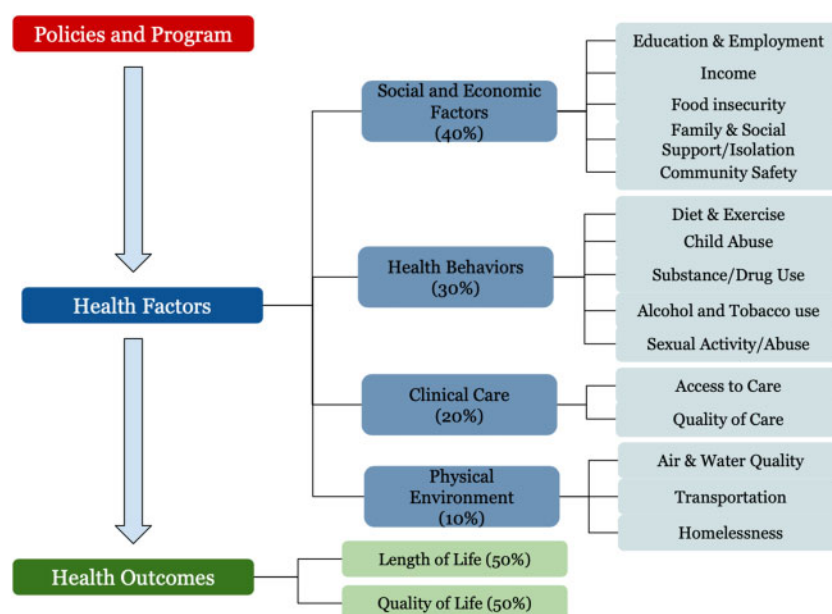 Policies and Program
Health Factors
Health Outcomes
Social and Economic
Factors
(40%)
Education & Employment
Income
Food insecurity
Family & Social
Support/Isolation
Community Safety
Health Behaviors
(30%)
Diet & Exercise
Child Abuse
Substance/Drug Use
Alcohol and Tobacco use
Sexual Activity/Abuse
Clinical Care
(20%)
Access to Care
Quality of Care
Physical
Environment
(10%)
Air & Water Quality
Transportation
Homelessness
Length of Life (50%)
Quality of Life (50%)